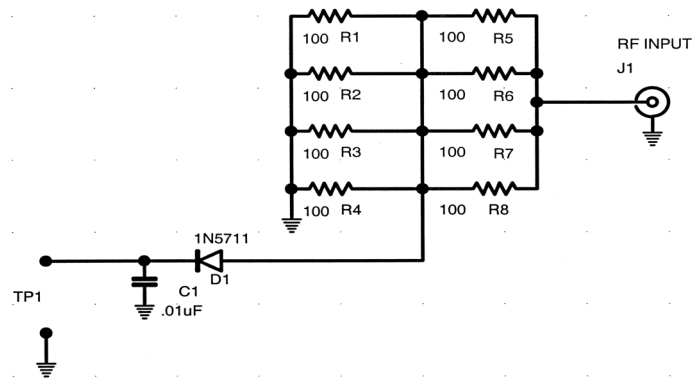 100 R1
100 R5
RF INPUT
J1
100 R2
100 R6
100 R3
100 R7
100 R4
100 R8
1N5711
D1
TP1
C1
.01uF